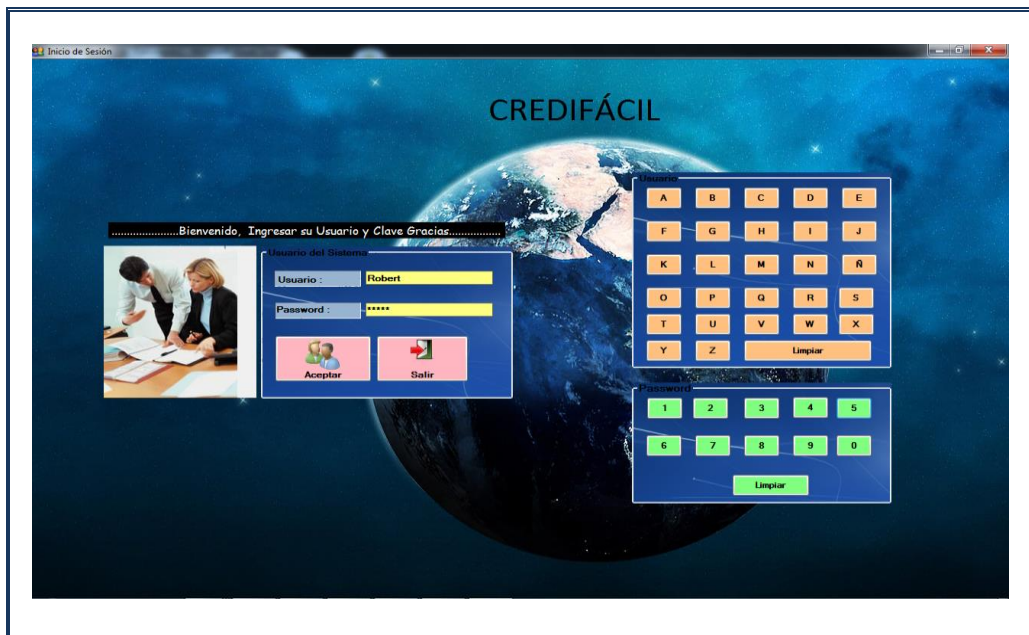 Inicio de Sesión
CREDIFÁCIL
......................Bienvenido, Ingresar su Usuario y Clave Gracias.................
Usuario del Sistema
Usuario :
Robert
Password :
*****
Aceptar
Salir
Usuario
A B C D E
F G H I J
K L M N Ñ
O P Q R S
T U V W X
Y Z Limpiar
Password
1 2 3 4 5
6 7 8 9 0
Limpiar